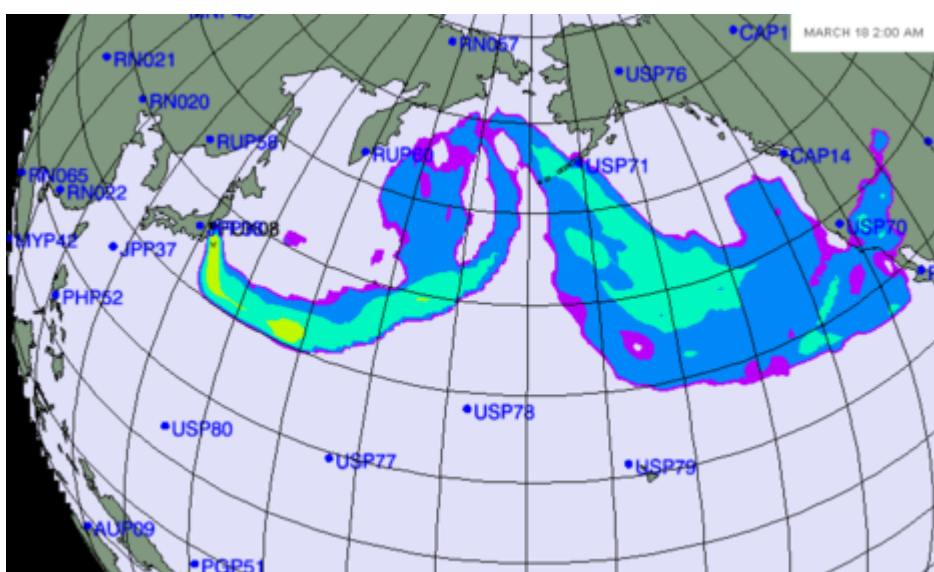 MARCH 18 2:00 AM
CAP1
RN057
RN021
USP76
RN020
RUP58
RUP60
USP71
CAP14
RN065
RN022
USP70
MYP42
JPP37
PHP52
USP78
USP80
USP77
USP79
AUP09
PGP51